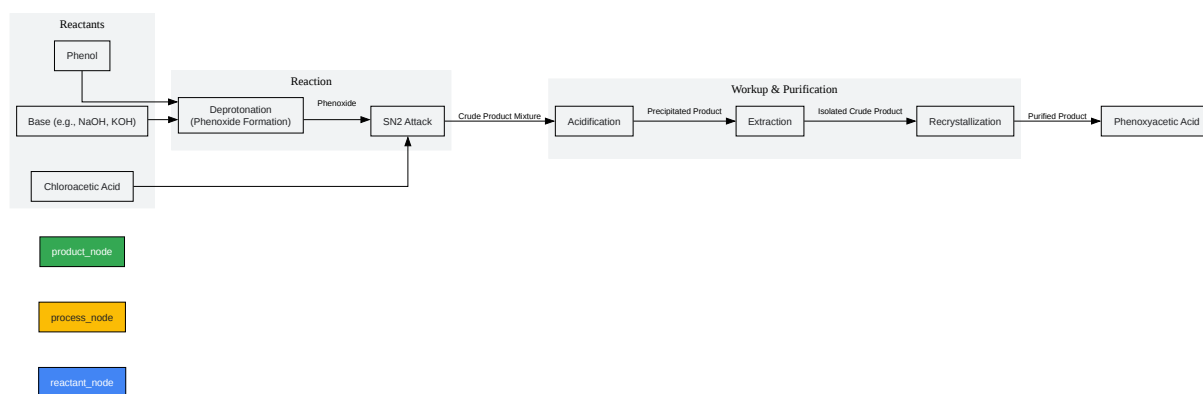 Reactants
Phenol
Base (e.g., NaOH, KOH)
Chloroacetic Acid
Reaction
Deprotonation
(Phenoxide Formation)
Phenoxide
SN2 Attack
Crude Product Mixture
Workup & Purification
Acidification
Precipitated Product
Extraction
Isolated Crude Product
Recrystallization
Purified Product
Phenoxyacetic Acid
product_node
process_node
reactant_node